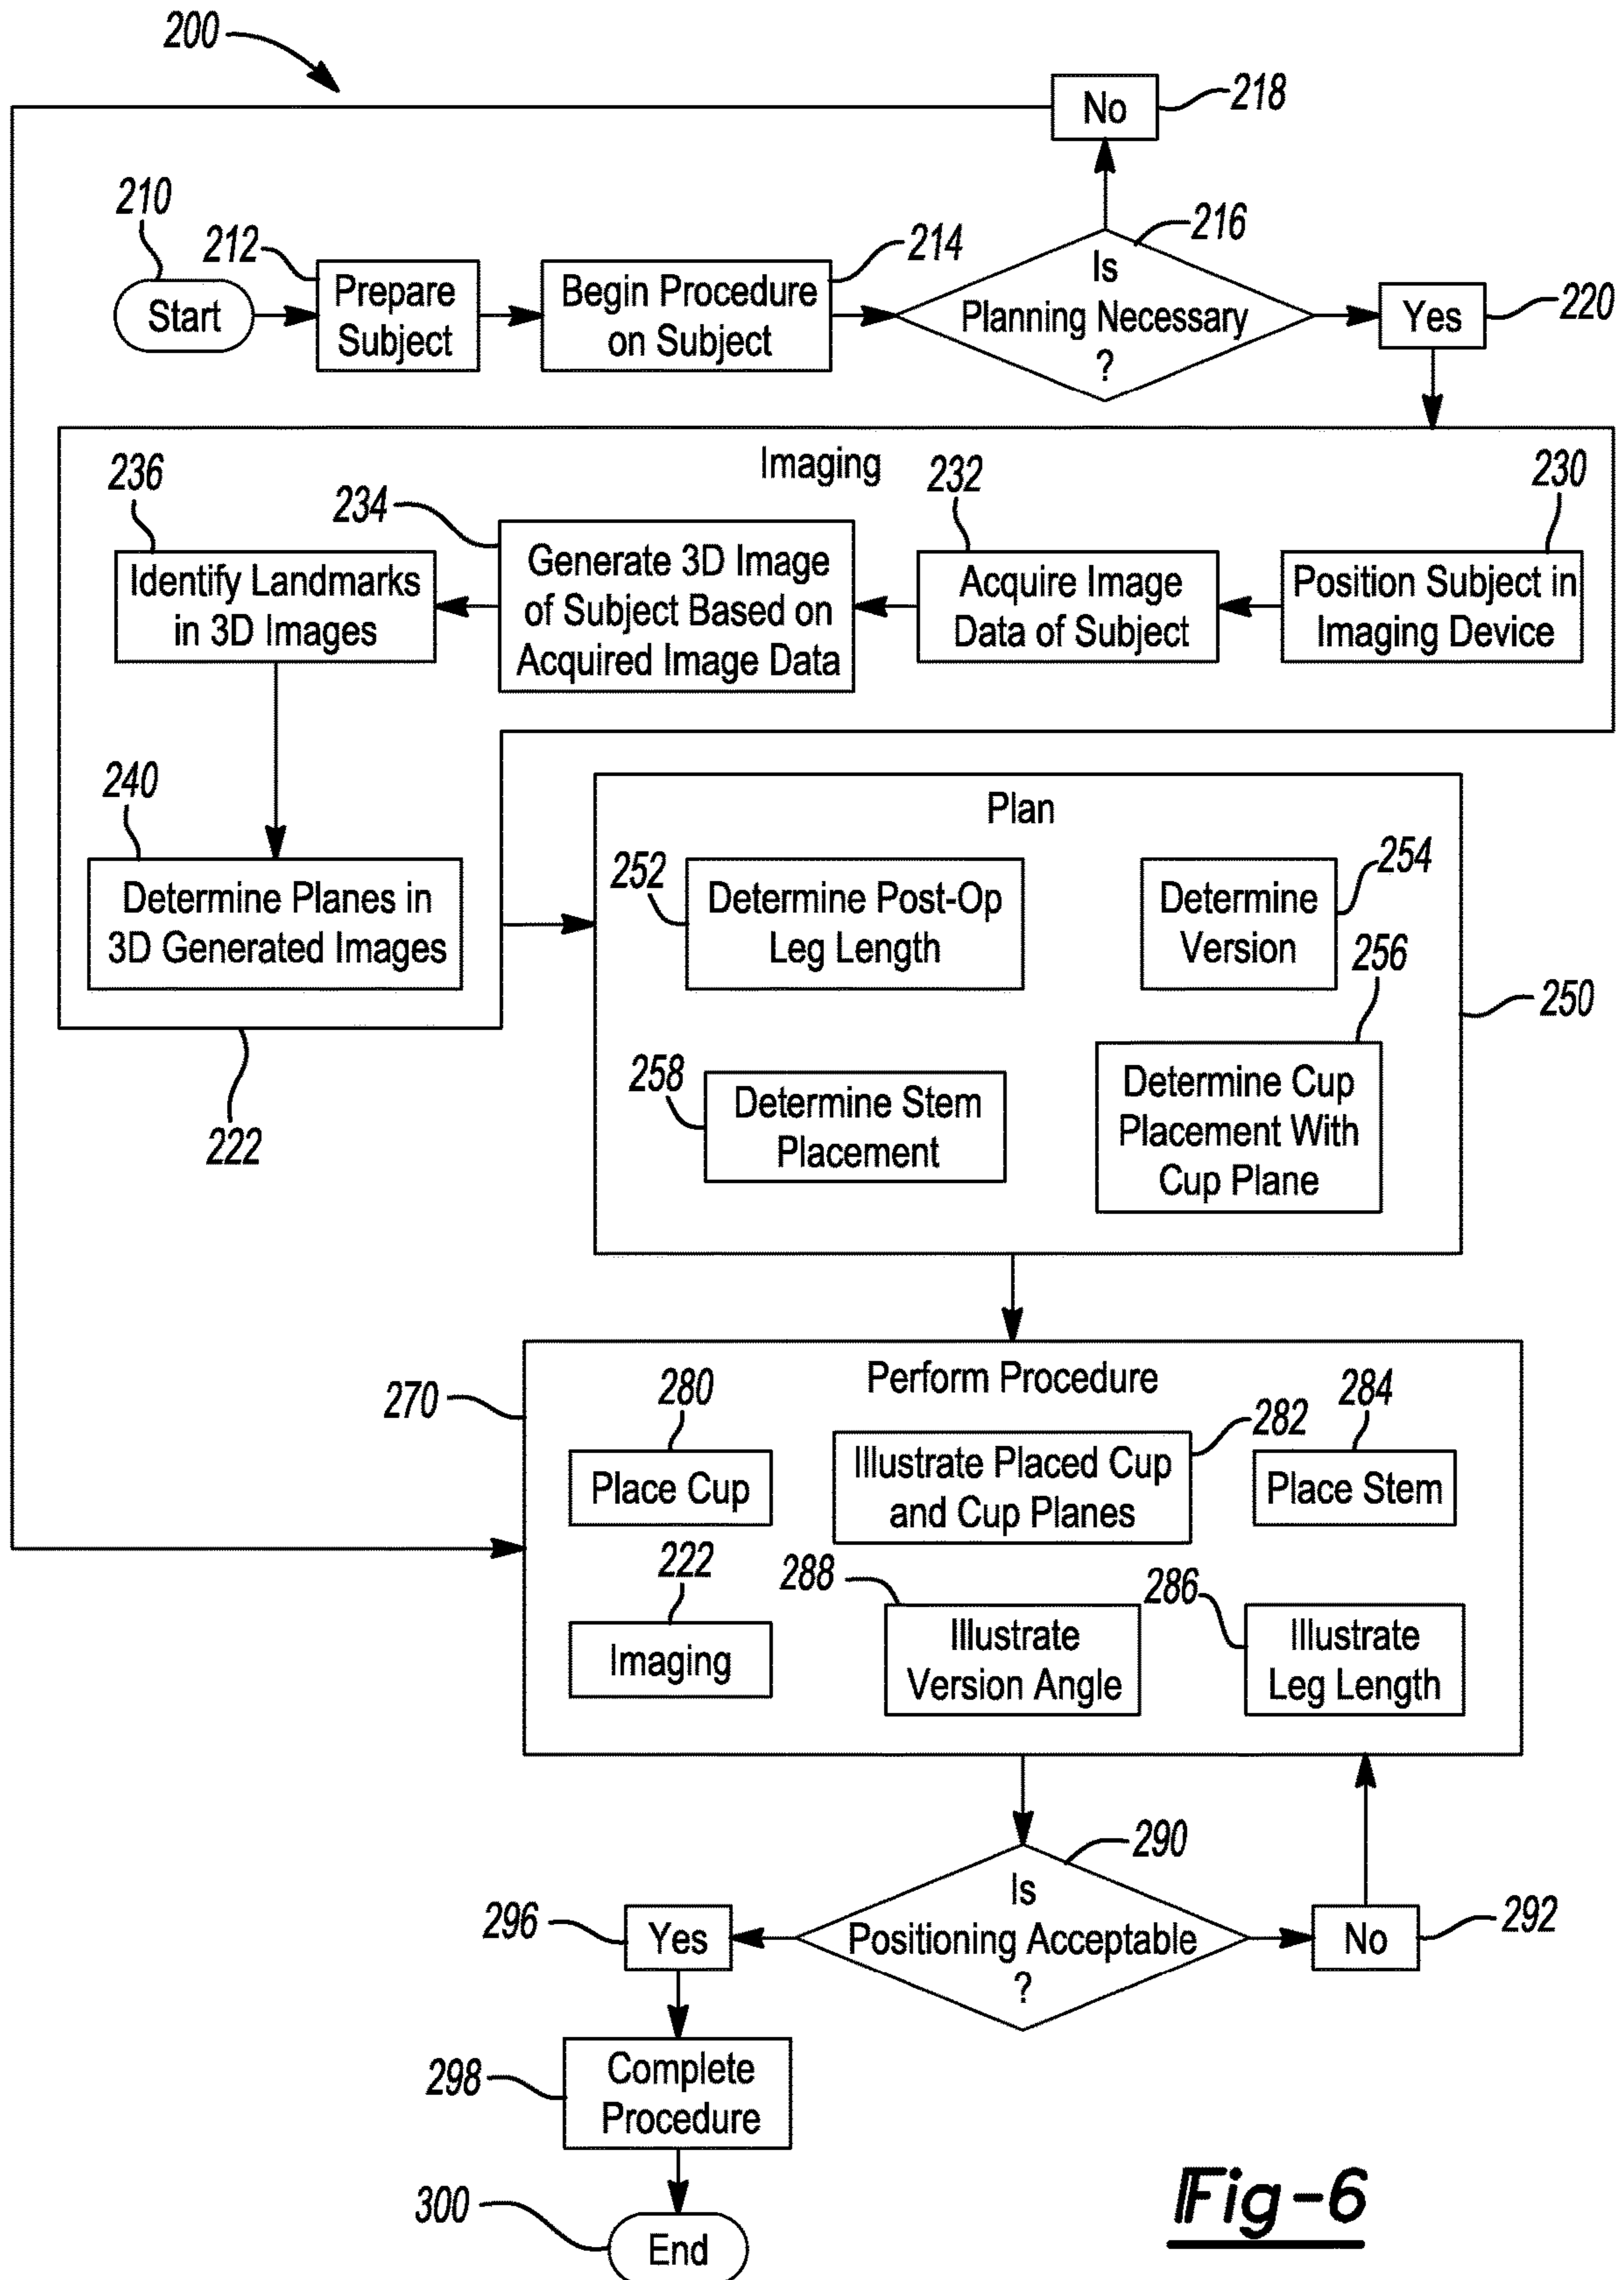 200
No
218
210
Start
212
Prepare
Subject
214
Begin Procedure
on Subject
216
Is
Planning Necessary
?
Yes
220
Imaging
230
Position Subject in
Imaging Device
232
Acquire Image
Data of Subject
234
Generate 3D Image
of Subject Based on
Acquired Image Data
236
Identify Landmarks
in 3D Images
240
Determine Planes in
3D Generated Images
222
Plan
252
Determine Post-Op
Leg Length
254
Determine
Version
256
Determine Cup
Placement With
Cup Plane
258
Determine Stem
Placement
250
Perform Procedure
270
280
Place Cup
282
Illustrate Placed Cup
and Cup Planes
284
Place Stem
222
Imaging
288
Illustrate
Version Angle
286
Illustrate
Leg Length
290
Is
Positioning Acceptable
?
No
292
296
Yes
298
Complete
Procedure
300
End
Fig-6